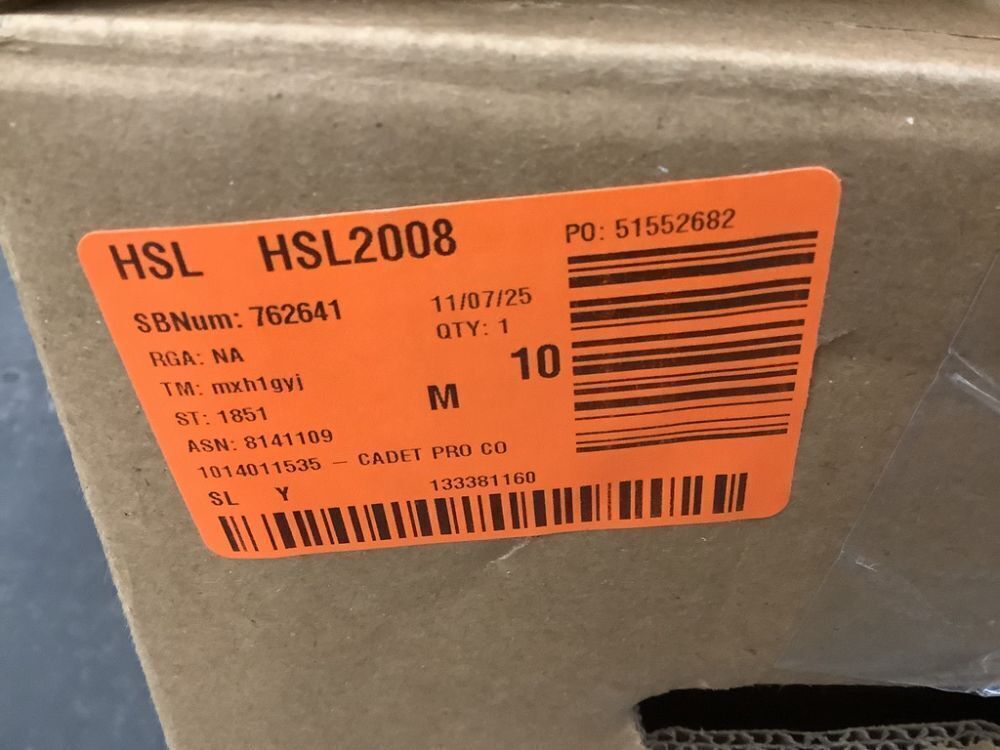 HSL HSL2008
PO: 51552682
SBNum: 762641
11/07/25
RGA: NA
QTY: 1
TM: mxh1gyj
M 10
ST: 1851
ASN: 8141109
1014011535 – CADET PRO CO
SL Y 133381160